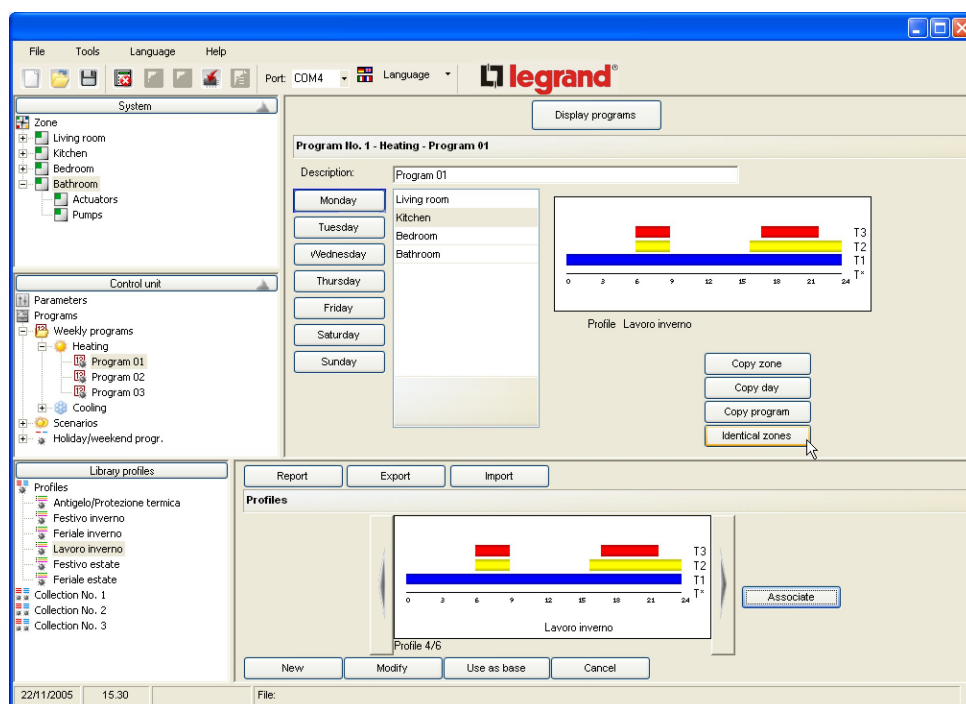 File Tools Language Help
Port: COM4 Language legrand®
System
Zone
Living room
Kitchen
Bedroom
Bathroom
Actuators
Pumps
Control unit
Parameters
Programs
Weekly programs
Heating
Program 01
Program 02
Program 03
Cooling
Scenarios
Holiday/weekend progr.
Display programs
Program No. 1 - Heating - Program 01
Description: Program 01
Monday
Tuesday
Wednesday
Thursday
Friday
Saturday
Sunday
Living room
Kitchen
Bedroom
Bathroom
T3
T2
T1
T*
0 3 6 9 12 15 18 21 24
Profile Lavoro inverno
Copy zone
Copy day
Copy program
Identical zones
Library profiles
Profiles
Antigelo/Protezione termica
Festivo inverno
Feriale inverno
Lavoro inverno
Festivo estate
Feriale estate
Collection No. 1
Collection No. 2
Collection No. 3
Report Export Import
Profiles
T3
T2
T1
T*
0 3 6 9 12 15 18 21 24
Lavoro inverno
Profile 4/6
Associate
New Modify Use as base Cancel
22/11/2005 15.30 File: